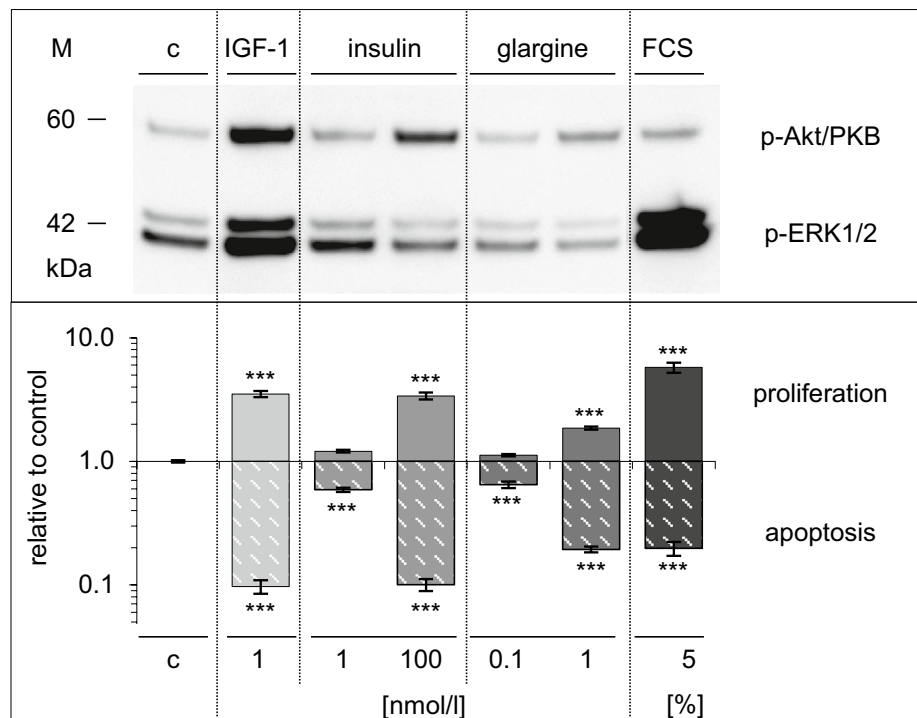 M c IGF-1 insulin glargine FCS
60
p-Akt/PKB
42
p-ERK1/2
kDa
10.0
1.0
0.1
relative to control
*** *** *** ***
proliferation
*** *** *** *** *** ***
apoptosis
c 1 1 100 0.1 1 5
[nmol/l] [%]